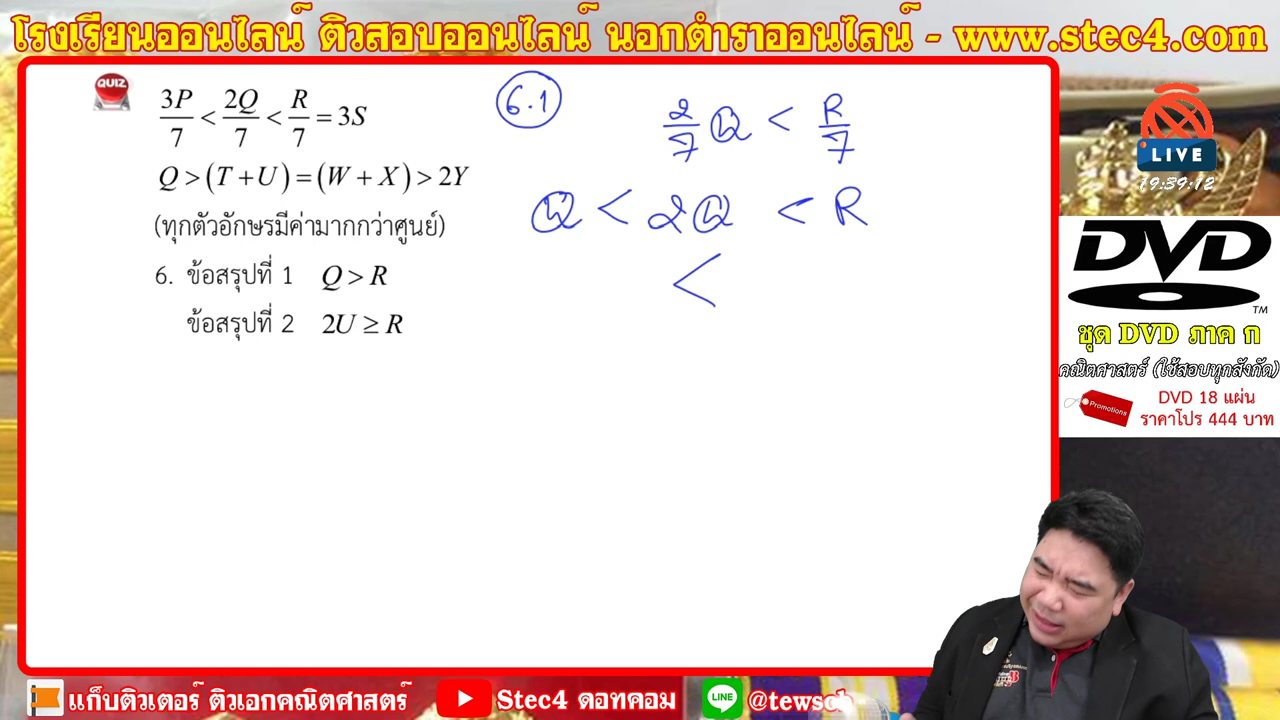 โรงเรียนออนไลน์ ติวสอบออนไลน์ นอกตำราออนไลน์ - www.stec4.com
QUIZ
3P/7 < 2Q/7 < R/7 = 3S
Q > (T + U) = (W + X) > 2Y
(ทุกตัวอักษรมีค่ามากกว่าศูนย์)
6. ข้อสรุปที่ 1 Q > R
ข้อสรุปที่ 2 2U ≥ R
6.1
2/7 Q < R/7
Q < 2Q < R
<
LIVE
19:39:12
DVD
TM
ชุด DVD ภาค ก
คณิตศาสตร์ (ใช้สอบทุกสังกัด)
Promotions
DVD 18 แผ่น
ราคาโปร 444 บาท
แก็บติวเตอร์ ติวเอกคณิตศาสตร์
Stec4 ดอทคอม
LINE